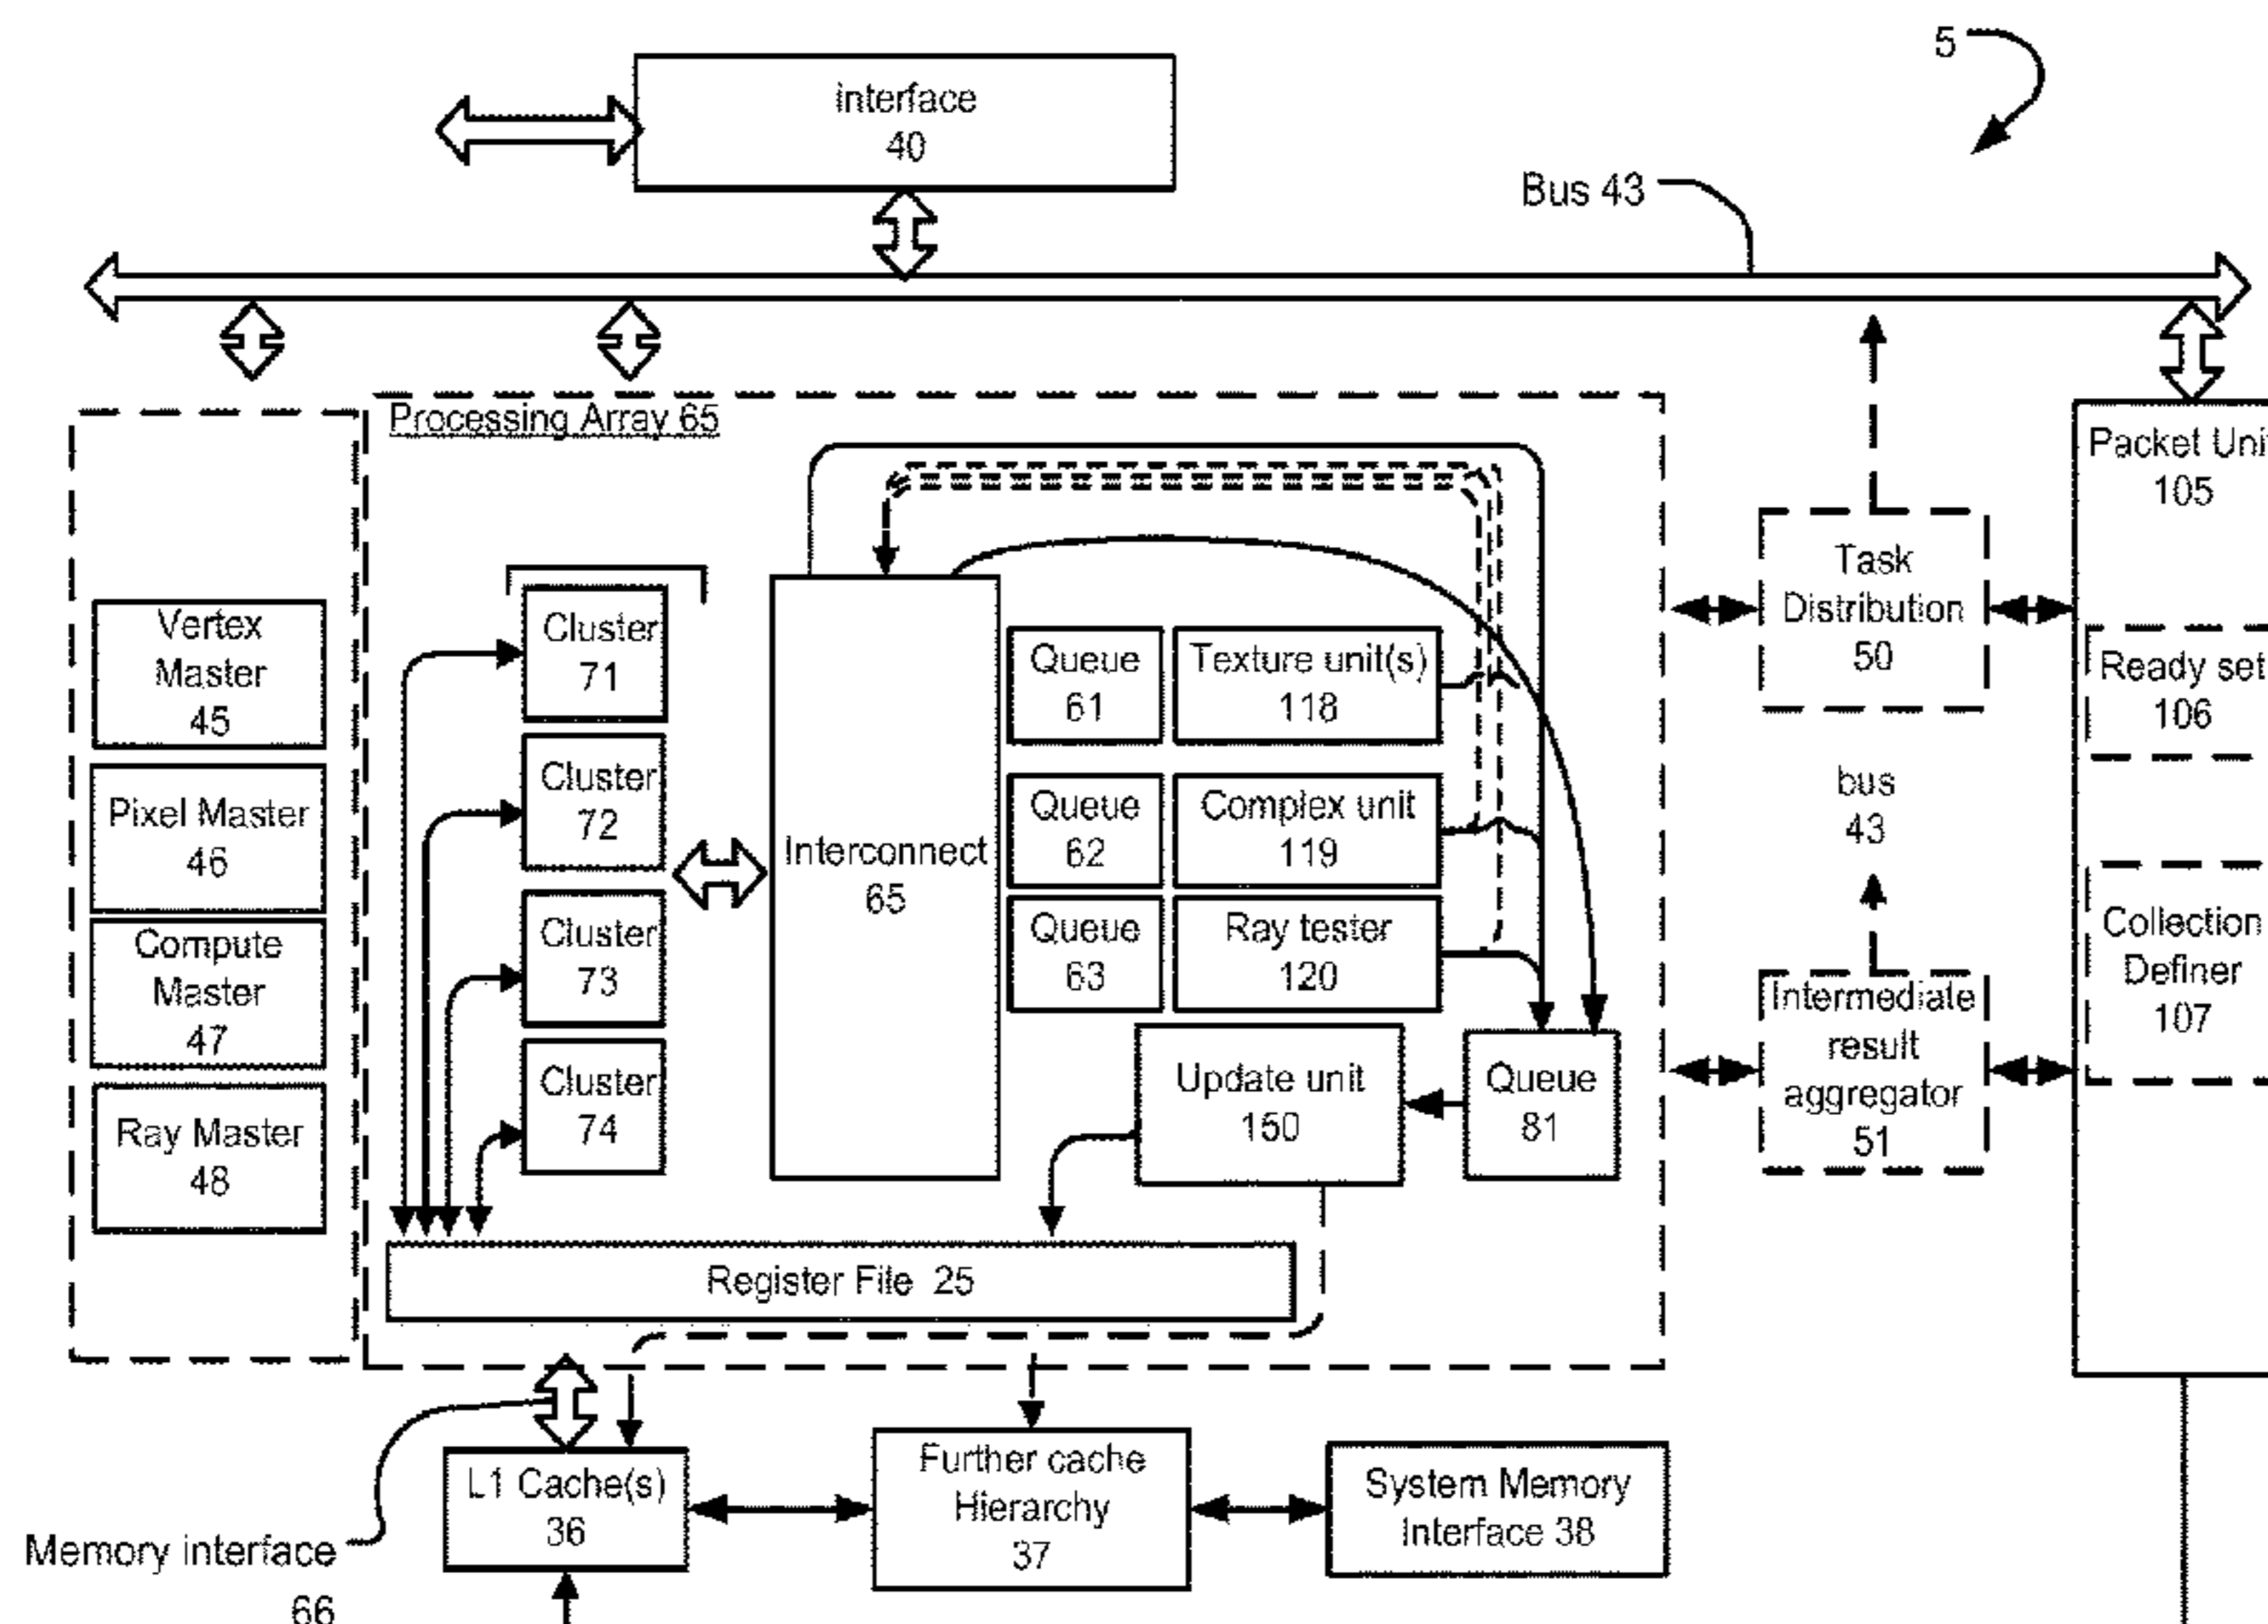 5
interface
40
Bus 43
Processing Array 65
Vertex
Master
45
Pixel Master
46
Compute
Master
47
Ray Master
48
Cluster
71
Cluster
72
Cluster
73
Cluster
74
Interconnect
65
Queue
61
Texture unit(s)
118
Queue
62
Complex unit
119
Queue
63
Ray tester
120
Update unit
150
Queue
81
Register File 25
Task
Distribution
50
bus
43
Intermediate
result
aggregator
51
Packet Uni
105
Ready set
106
Collection
Definer
107
L1 Cache(s)
36
Further cache
Hierarchy
37
System Memory
Interface 38
Memory interface
66